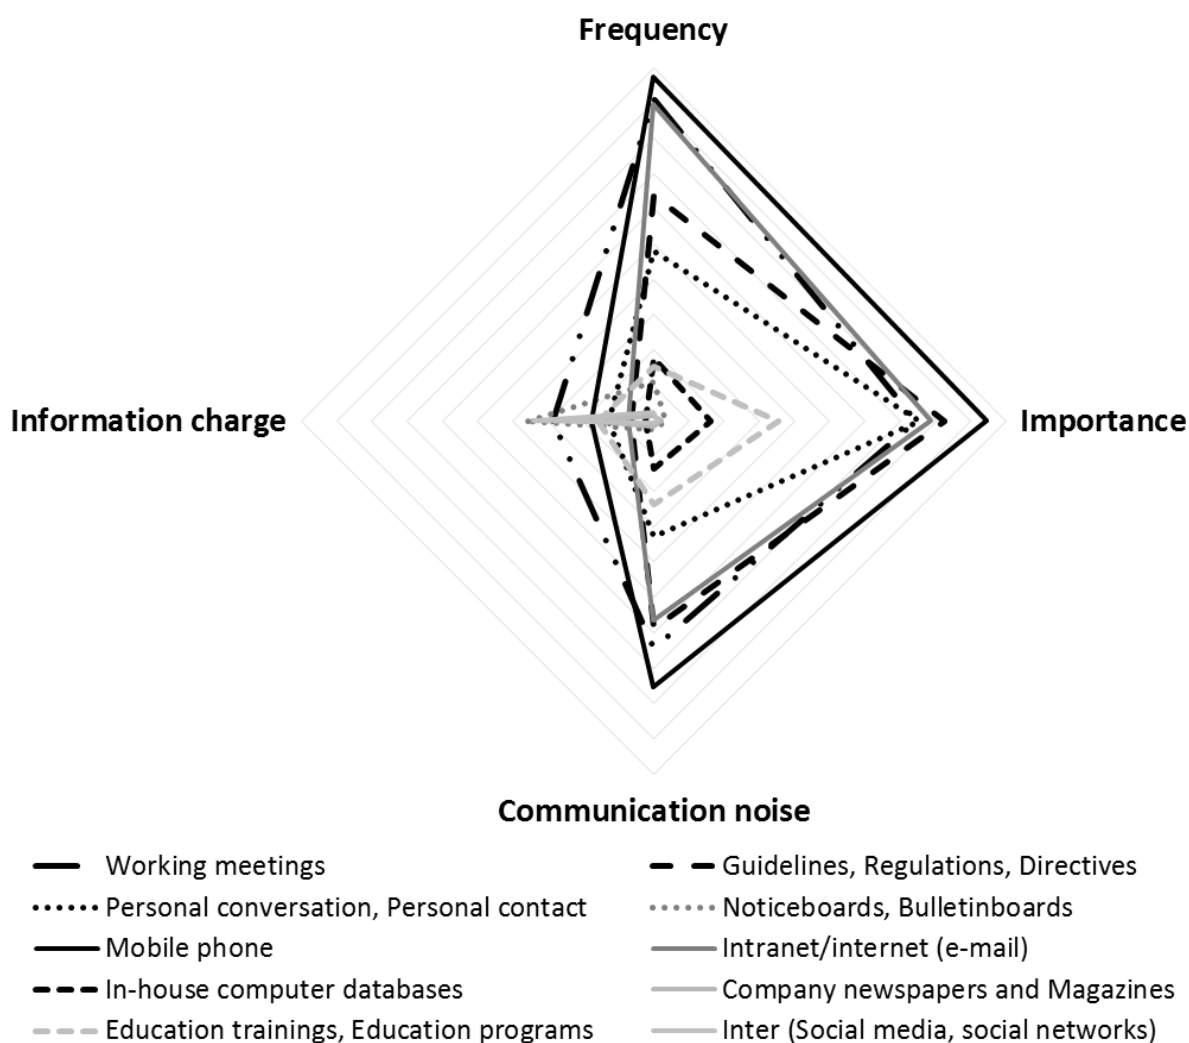 Frequency
Information charge
Importance
Communication noise
Working meetings
Guidelines, Regulations, Directives
Personal conversation, Personal contact
Noticeboards, Bulletinboards
Mobile phone
Intranet/internet (e-mail)
In-house computer databases
Company newspapers and Magazines
Education trainings, Education programs
Inter (Social media, social networks)